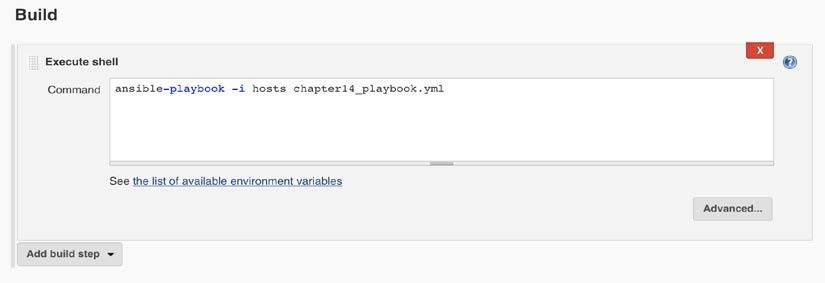 Build
X
Execute shell
?
Command
ansible-playbook -i hosts chapter14_playbook.yml
See the list of available environment variables
Advanced...
Add build step